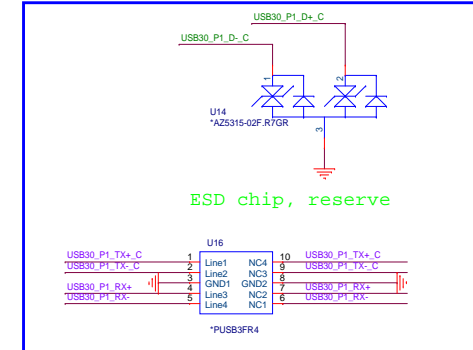 USB30_P1_D+_C
USB30_P1_D-_C
1
2
U14
*AZ5315-02F.R7GR
3
ESD chip, reserve
U16
USB30_P1_TX+_C 1 Line1 NC4 10 USB30_P1_TX+_C
USB30_P1_TX-_C 2 Line2 NC3 9 USB30_P1_TX-_C
3 GND1 GND2 8
USB30_P1_RX+ 4 Line3 NC2 7 USB30_P1_RX+
USB30_P1_RX- 5 Line4 NC1 6 USB30_P1_RX-
*PUSB3FR4